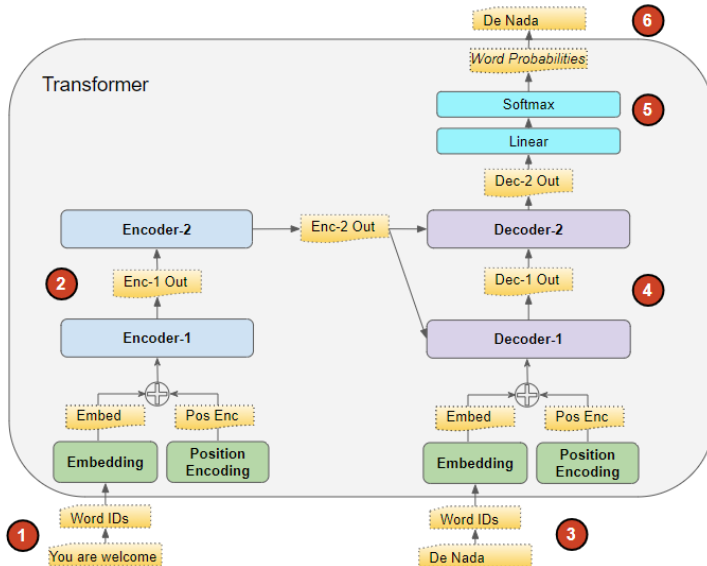 De Nada
6
Word Probabilities
Transformer
Softmax
5
Linear
Dec-2 Out
Encoder-2
Enc-2 Out
Decoder-2
2
Enc-1 Out
Dec-1 Out
4
Encoder-1
Decoder-1
Embed
Pos Enc
Embed
Pos Enc
Embedding
Position
Encoding
Embedding
Position
Encoding
1
Word IDs
Word IDs
3
You are welcome
De Nada